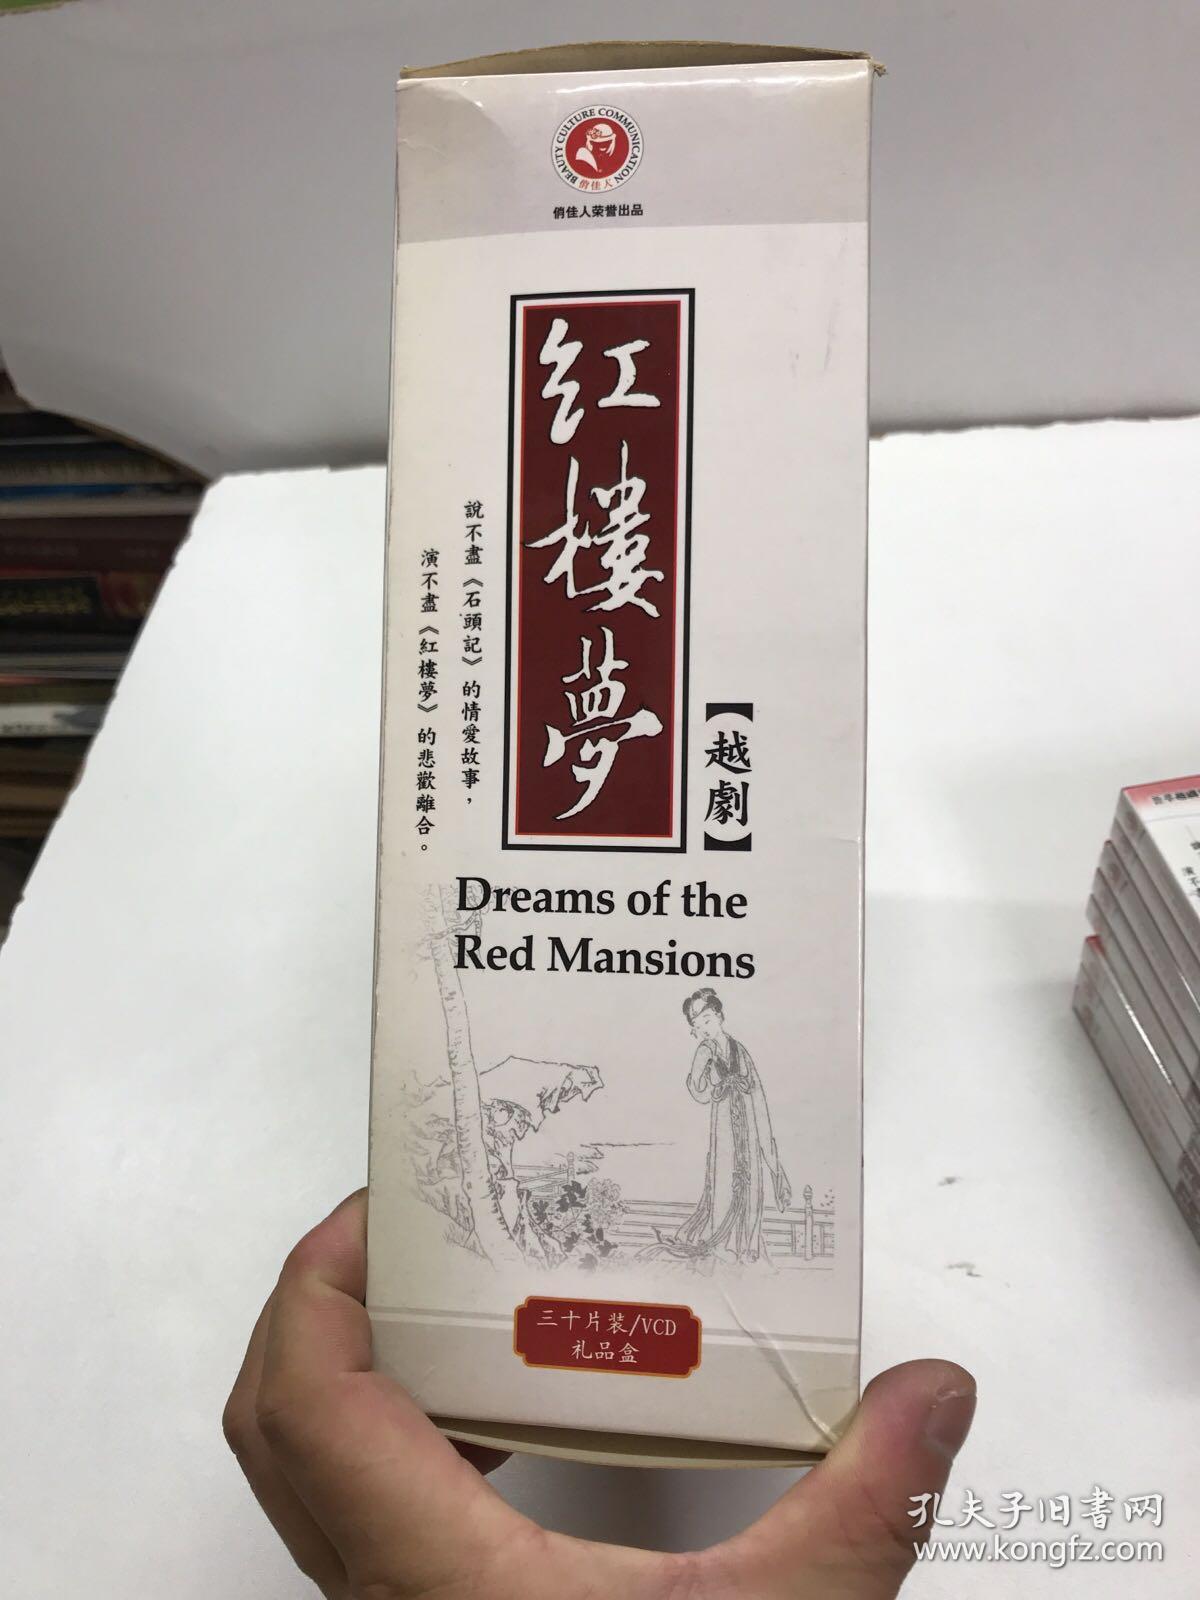 BEAUTY CULTURE COMMUNICATION
俏佳人
俏佳人荣誉出品
红楼夢
【越劇】
說不盡《石頭記》的情愛故事，
演不盡《紅樓夢》的悲歡離合。
Dreams of the
Red Mansions
三十片装/VCD
礼品盒
孔夫子旧书网
www.kongfz.com